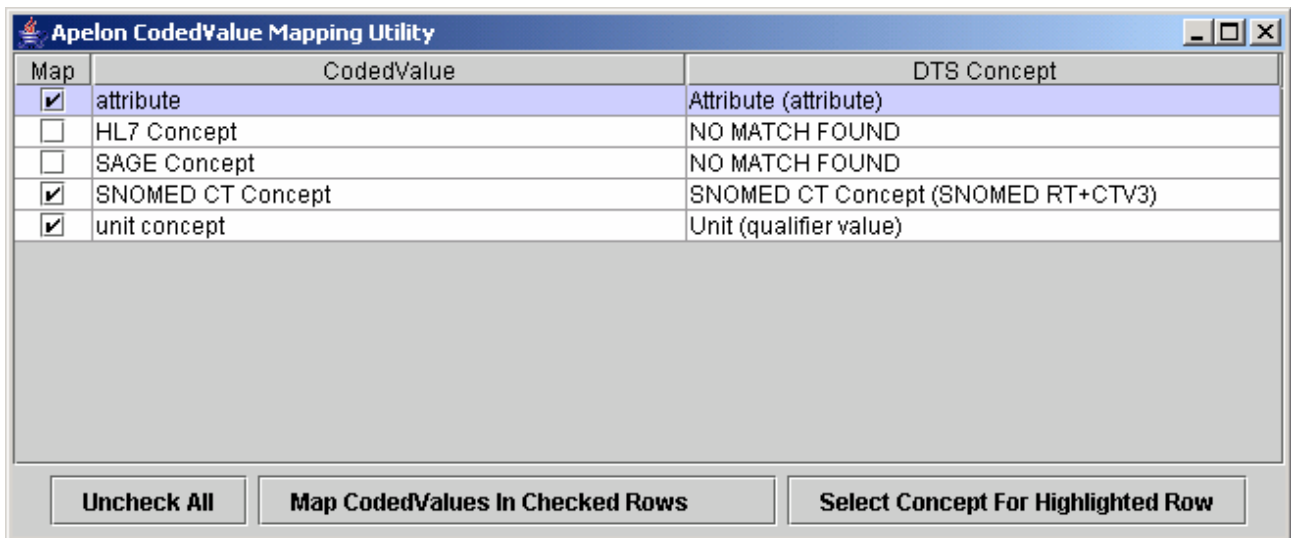 Apelon CodedValue Mapping Utility
Map CodedValue DTS Concept
attribute Attribute (attribute)
HL7 Concept NO MATCH FOUND
SAGE Concept NO MATCH FOUND
SNOMED CT Concept SNOMED CT Concept (SNOMED RT+CTV3)
unit concept Unit (qualifier value)
Uncheck All Map CodedValues In Checked Rows Select Concept For Highlighted Row